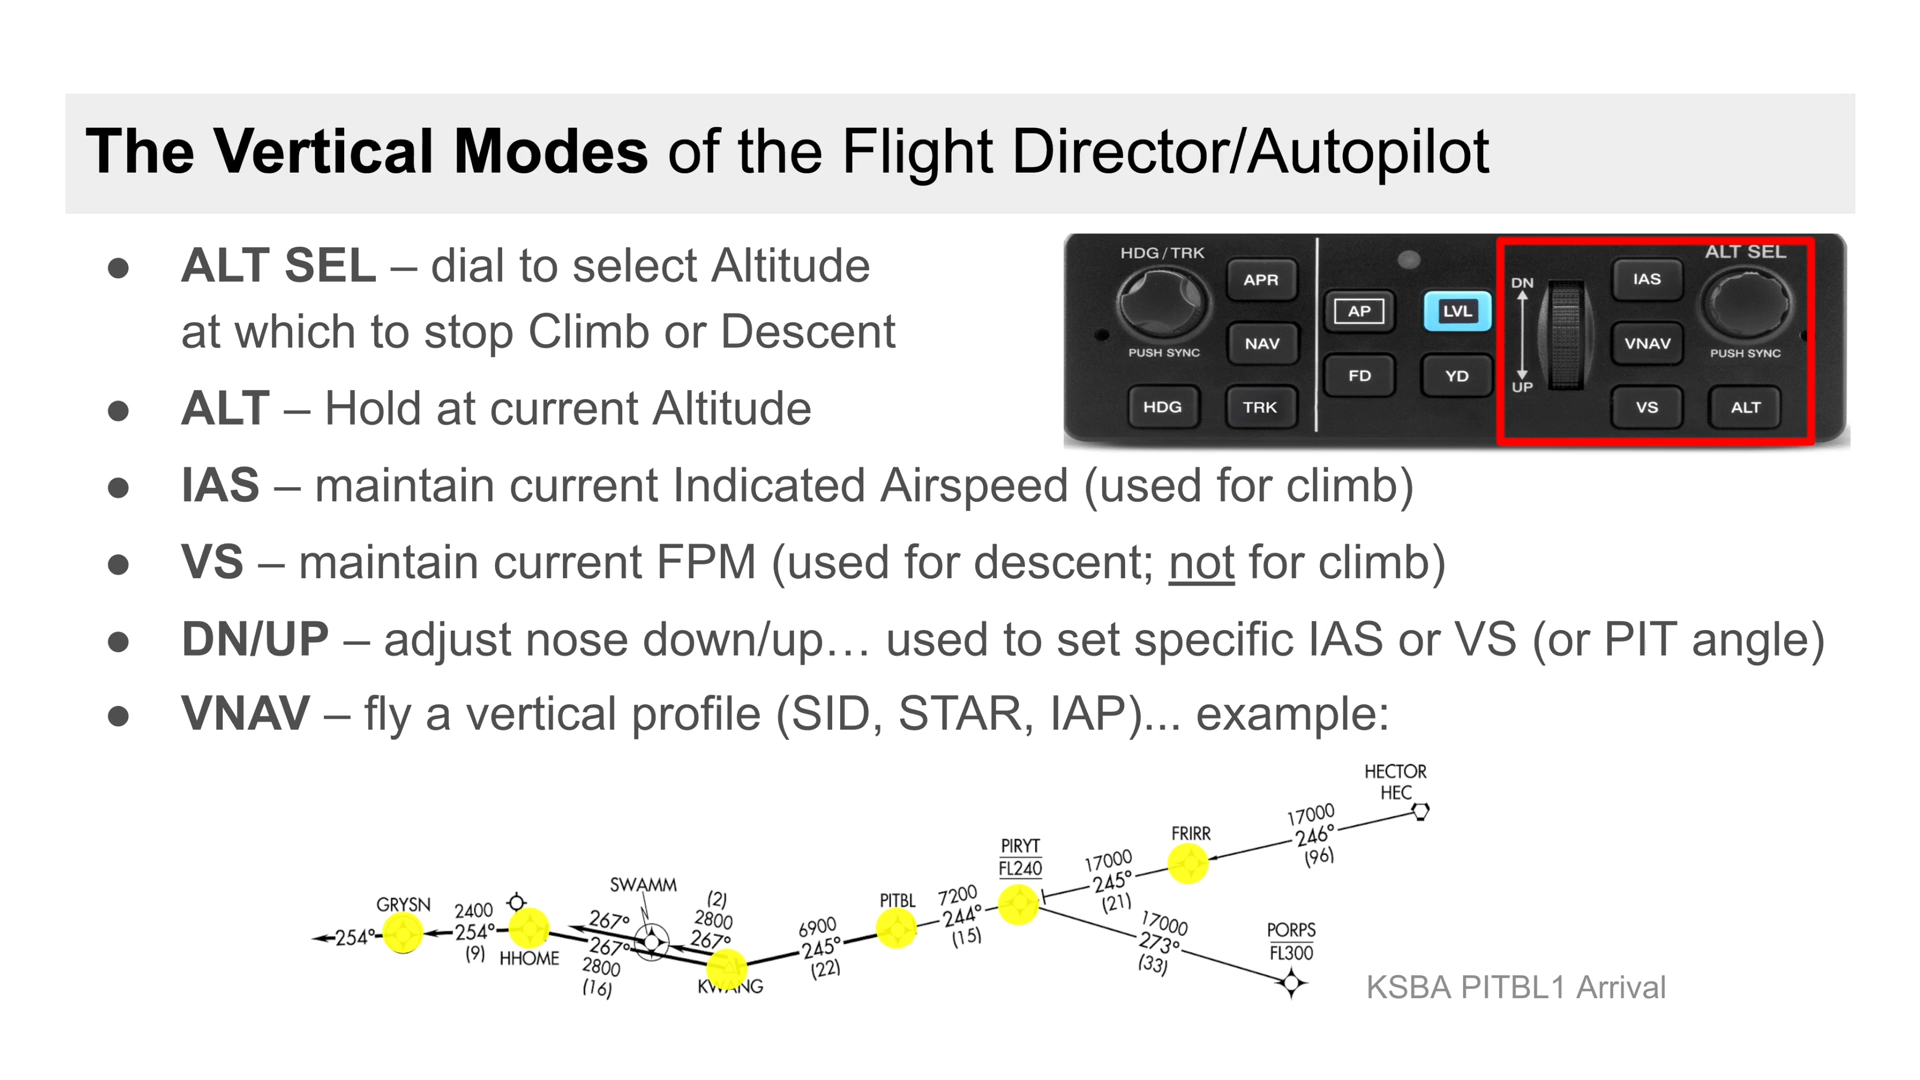 The Vertical Modes of the Flight Director/Autopilot
● ALT SEL – dial to select Altitude
at which to stop Climb or Descent
● ALT – Hold at current Altitude
● IAS – maintain current Indicated Airspeed (used for climb)
● VS – maintain current FPM (used for descent; not for climb)
● DN/UP – adjust nose down/up… used to set specific IAS or VS (or PIT angle)
● VNAV – fly a vertical profile (SID, STAR, IAP)... example:
HDG / TRK
PUSH SYNC
APR
NAV
HDG
TRK
AP
LVL
FD
YD
DN
UP
IAS
VNAV
VS
ALT SEL
PUSH SYNC
ALT
HECTOR
HEC
17000
246°
(96)
FRIRR
17000
245°
(21)
PIRYT
FL240
17000
273°
(33)
PORPS
FL300
7200
244°
(15)
PITBL
6900
245°
(22)
KWANG
(2)
2800
267°
SWAMM
267°
267°
2800
(16)
HHOME
2400
254°
(9)
GRYSN
254°
KSBA PITBL1 Arrival